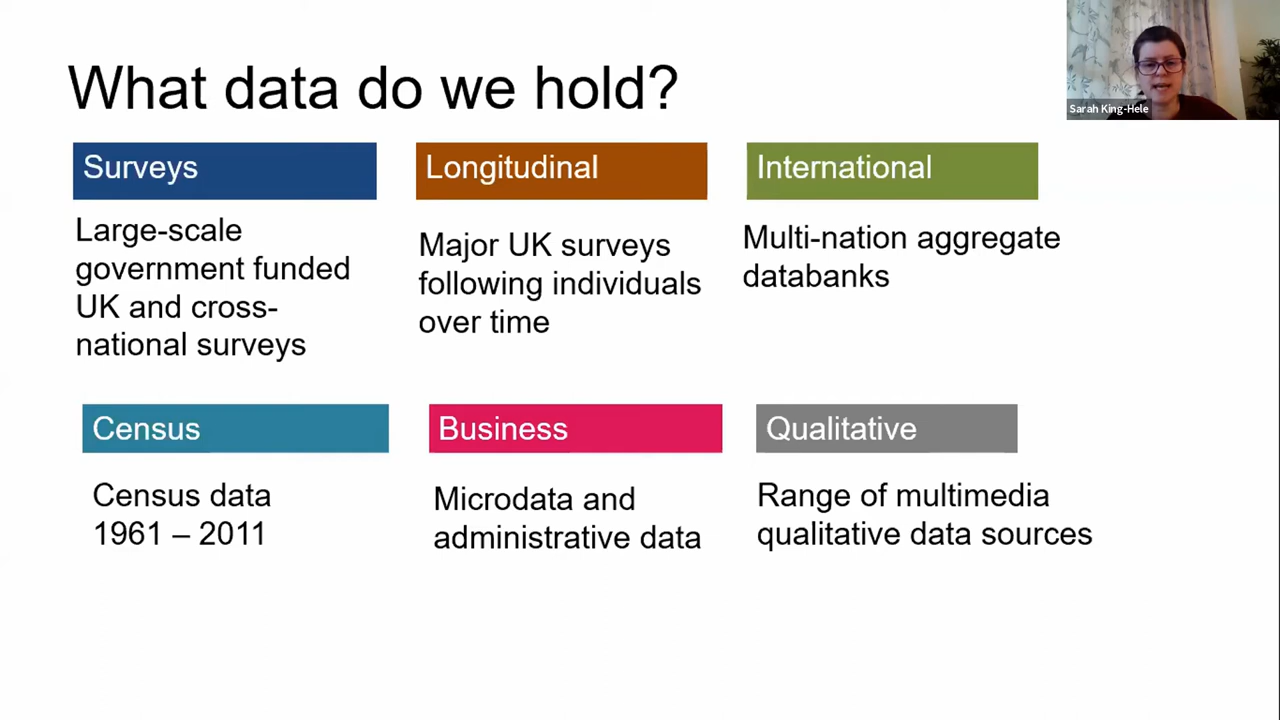 What data do we hold?
Sarah King-Hele
Surveys
Large-scale
government funded
UK and cross-
national surveys
Longitudinal
Major UK surveys
following individuals
over time
International
Multi-nation aggregate
databanks
Census
Census data
1961 – 2011
Business
Microdata and
administrative data
Qualitative
Range of multimedia
qualitative data sources